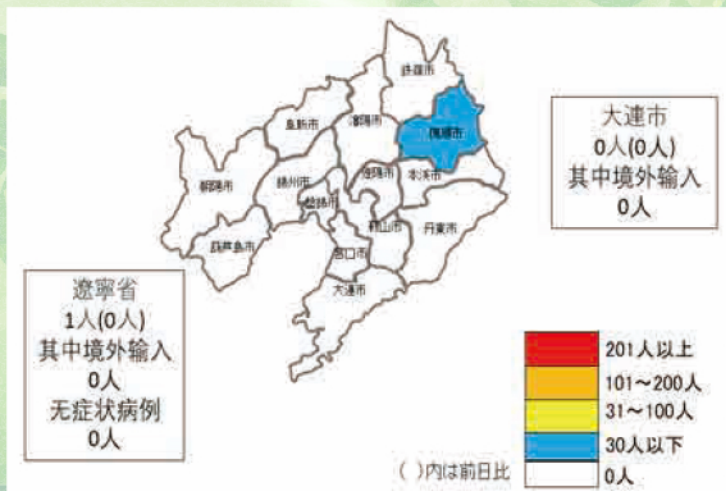 鉄嶺市
阜新市
瀋陽市
撫順市
朝陽市
錦州市
遼陽市
本渓市
盤錦市
鞍山市
丹東市
葫芦島市
営口市
大連市
大連市
0人(0人)
其中境外输入
0人
遼寧省
1人(0人)
其中境外输入
0人
无症状病例
0人
201人以上
101～200人
31～100人
30人以下
0人
( )内は前日比